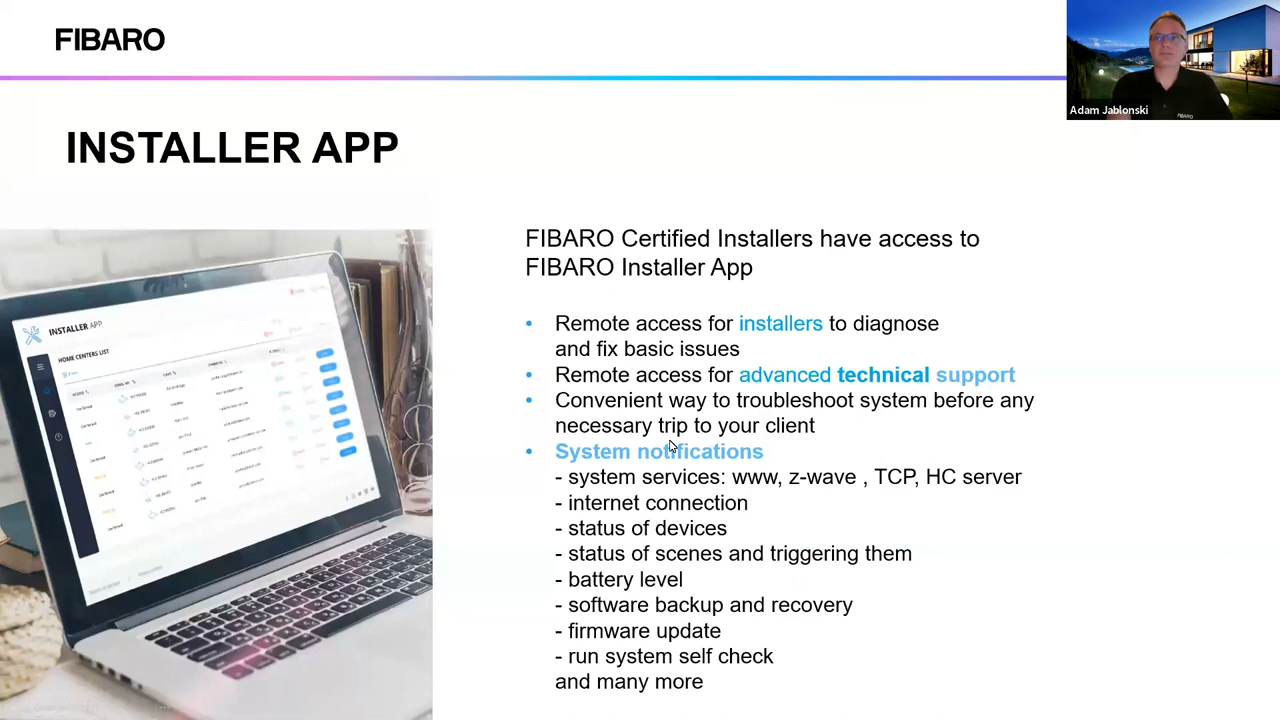 FIBARO
Adam Jablonski
FIBARO
INSTALLER APP
FIBARO Certified Installers have access to
FIBARO Installer App
• Remote access for installers to diagnose
and fix basic issues
• Remote access for advanced technical support
• Convenient way to troubleshoot system before any
necessary trip to your client
• System notifications
- system services: www, z-wave , TCP, HC server
- internet connection
- status of devices
- status of scenes and triggering them
- battery level
- software backup and recovery
- firmware update
- run system self check
and many more
INSTALLER APP
HOME CENTERS LIST